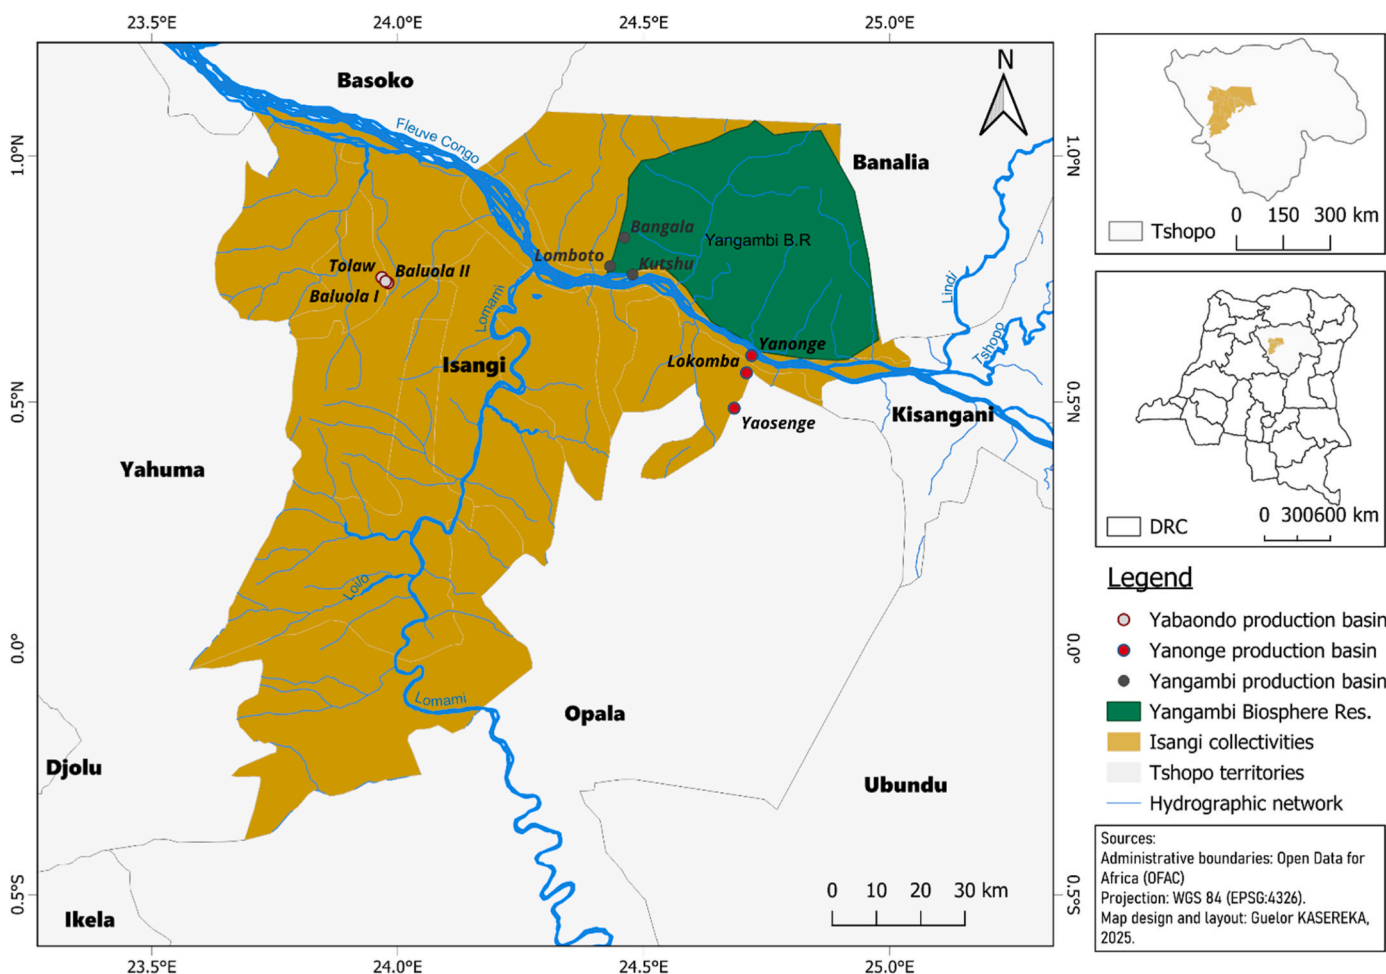 23.5°E 24.0°E 24.5°E 25.0°E
N
Basoko
Fleuve Congo
1.0°N
1.0°N
Banalia
Bangala
Yangambi B.R
Lomboto
Kutshu
Tolaw
Baluola II
Baluola I
Lomami
Lindi
Tshopo
Yanonge
Lokomba
Isangi
0.5°N
0.5°N
Yaosenge
Kisangani
Yahuma
Lolo
0.0°
0.0°
Lomami
Opala
Djolu
Ubundu
0.5°S
0.5°S
0 10 20 30 km
Ikela
23.5°E 24.0°E 24.5°E 25.0°E
0 150 300 km
Tshopo
0 300600 km
DRC
Legend
Yabaondo production basin
Yanonge production basin
Yangambi production basin
Yangambi Biosphere Res.
Isangi collectivities
Tshopo territories
Hydrographic network
Sources:
Administrative boundaries: Open Data for
Africa (OFAC)
Projection: WGS 84 (EPSG:4326).
Map design and layout: Guelor KASEREKA,
2025.